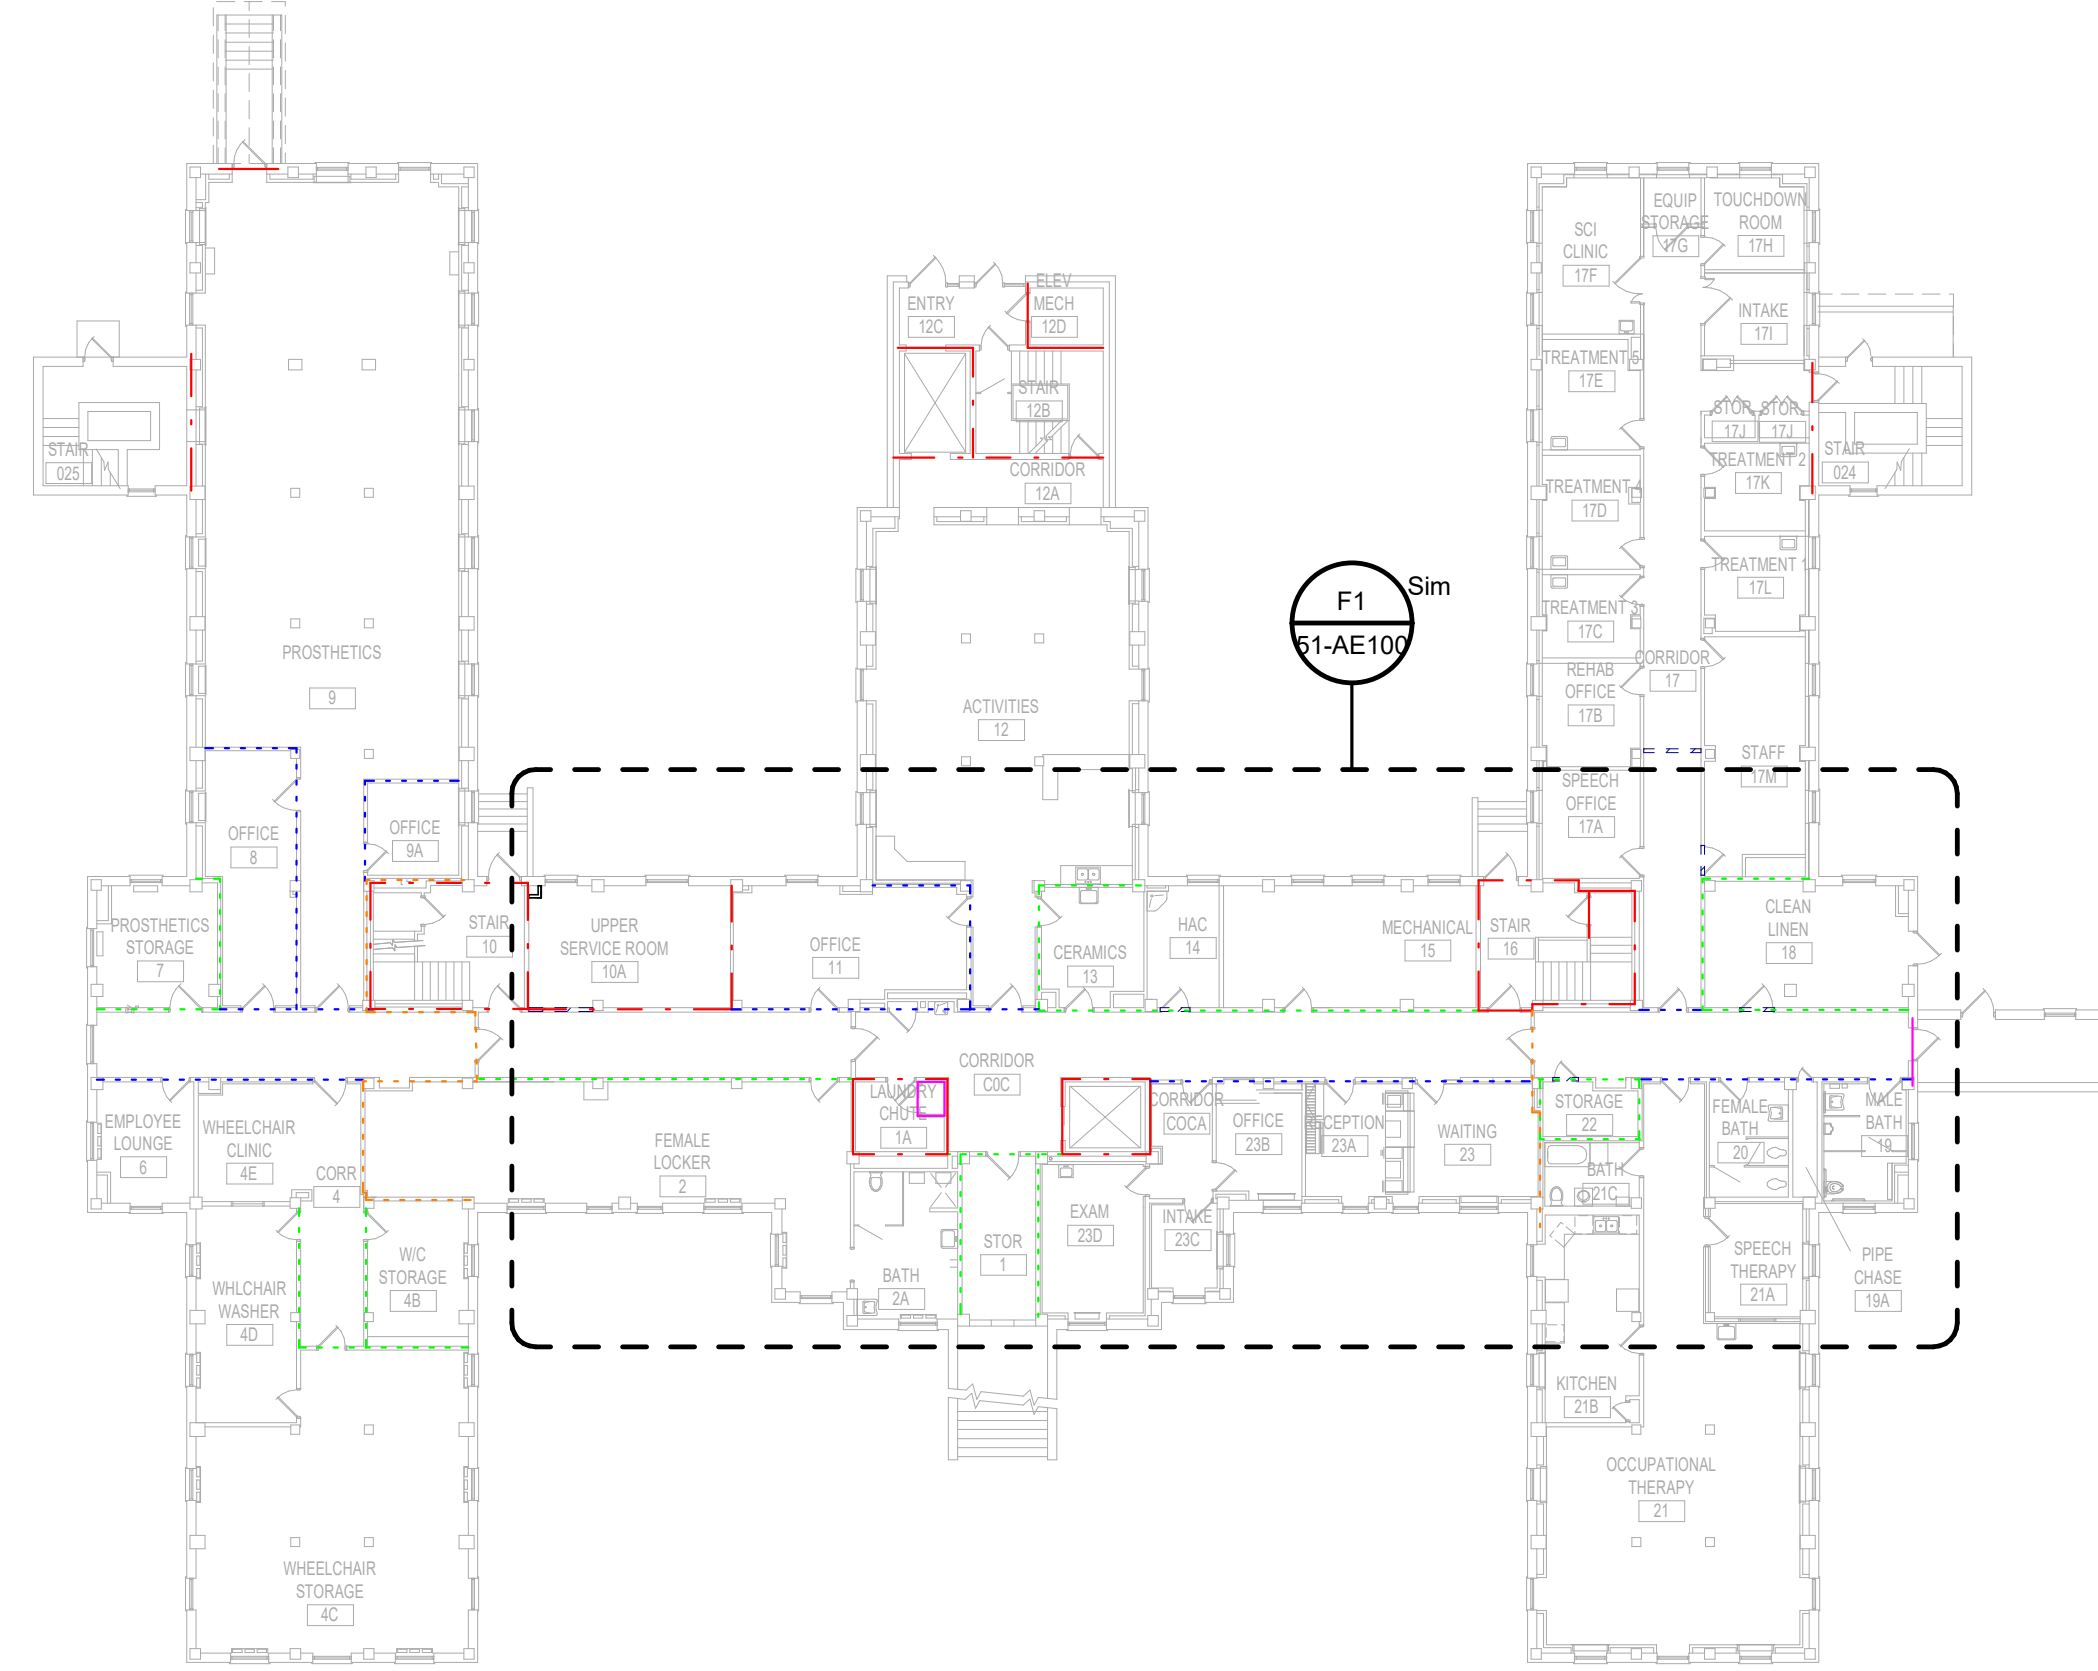 EQUIP
STORAGE
17G
TOUCHDOWN
ROOM
17H
SCI
CLINIC
17F
ELEV
MECH
12D
ENTRY
12C
INTAKE
17I
TREATMENT 5
17E
STAIR
12B
STOR
17J
STOR
17J
STAIR
025
CORRIDOR
12A
TREATMENT 2
17K
STAIR
024
TREATMENT 4
17D
TREATMENT 1
17L
F1
Sim
51-AE100
TREATMENT 3
17C
PROSTHETICS
9
CORRIDOR
17
REHAB
OFFICE
17B
ACTIVITIES
12
STAFF
17M
SPEECH
OFFICE
17A
OFFICE
8
OFFICE
9A
PROSTHETICS
STORAGE
7
STAIR
10
UPPER
SERVICE ROOM
10A
OFFICE
11
CERAMICS
13
HAC
14
MECHANICAL
15
STAIR
16
CLEAN
LINEN
18
CORRIDOR
C0C
LAUNDRY
CHUTE
1A
CORRIDOR
COCA
OFFICE
23B
RECEPTION
23A
WAITING
23
STORAGE
22
FEMALE
BATH
20
MALE
BATH
19
EMPLOYEE
LOUNGE
6
WHEELCHAIR
CLINIC
4E
CORR
4
FEMALE
LOCKER
2
BATH
21C
EXAM
23D
INTAKE
23C
STOR
1
BATH
2A
W/C
STORAGE
4B
WHLCHAIR
WASHER
4D
SPEECH
THERAPY
21A
PIPE
CHASE
19A
KITCHEN
21B
OCCUPATIONAL
THERAPY
21
WHEELCHAIR
STORAGE
4C